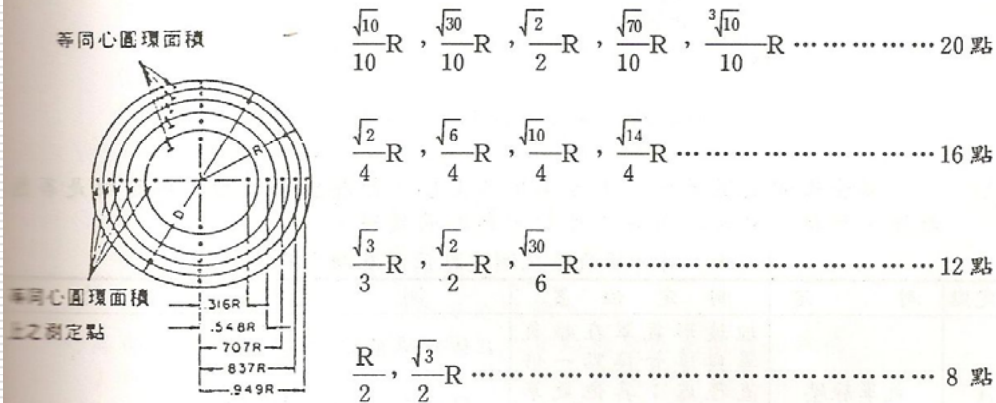 等同心圓環面積
√10/10 R , √30/10 R , √2/2 R , √70/10 R , ³√10/10 R ⋯⋯⋯⋯⋯ 20 點
√2/4 R , √6/4 R , √10/4 R , √14/4 R ⋯⋯⋯⋯⋯⋯⋯⋯⋯ 16 點
√3/3 R , √2/2 R , √30/6 R ⋯⋯⋯⋯⋯⋯⋯⋯⋯⋯⋯⋯ 12 點
R/2 , √3/2 R ⋯⋯⋯⋯⋯⋯⋯⋯⋯⋯⋯⋯⋯⋯⋯⋯ 8 點
R
D
等同心圓環面積
上之測定點
.316R
.548R
.707R
.837R
.949R